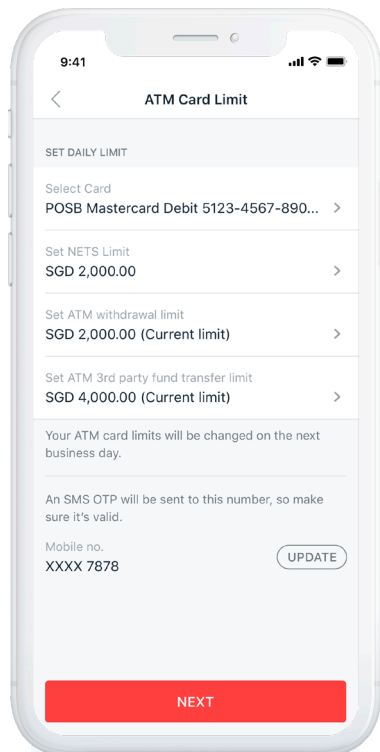 9:41
ATM Card Limit
SET DAILY LIMIT
Select Card
POSB Mastercard Debit 5123-4567-890...
Set NETS Limit
SGD 2,000.00
Set ATM withdrawal limit
SGD 2,000.00 (Current limit)
Set ATM 3rd party fund transfer limit
SGD 4,000.00 (Current limit)
Your ATM card limits will be changed on the next
business day.
An SMS OTP will be sent to this number, so make
sure it's valid.
Mobile no.
XXXX 7878
UPDATE
NEXT